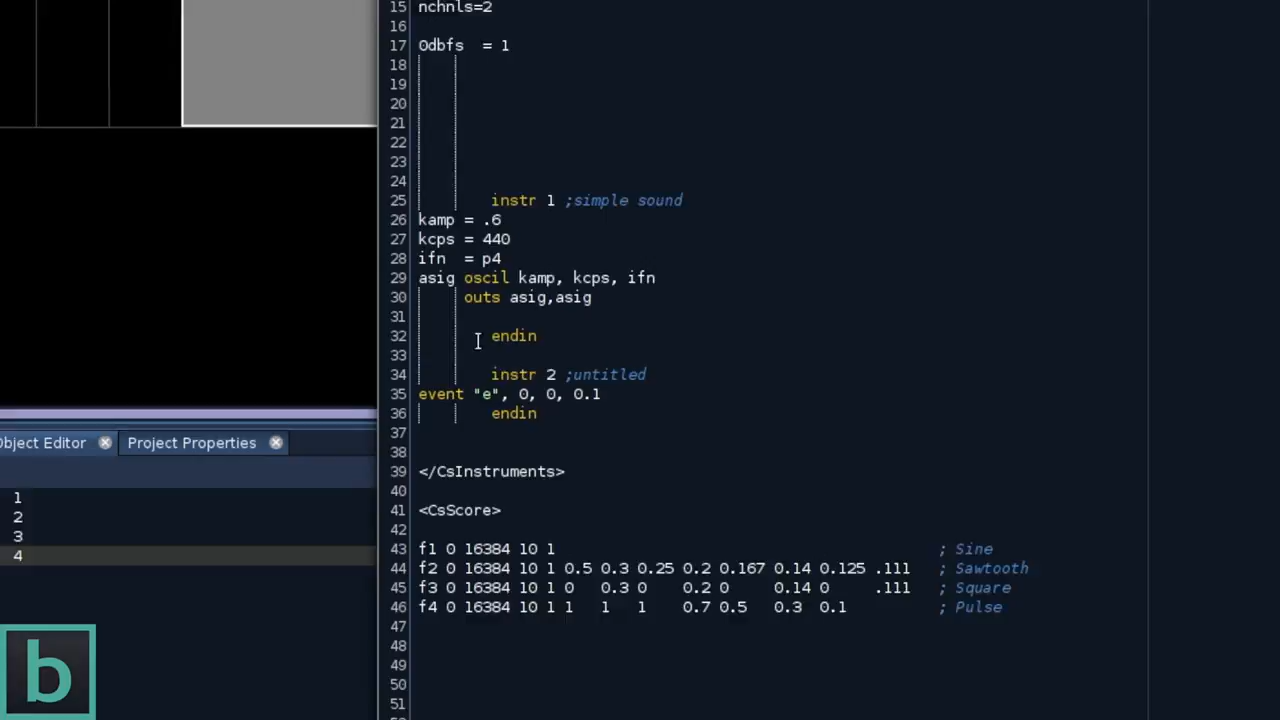 15 nchnls=2
16
17 0dbfs  = 1
18
19
20
21
22
23
24
25 instr 1 ;simple sound
26 kamp = .6
27 kcps = 440
28 ifn  = p4
29 asig oscil kamp, kcps, ifn
30 outs asig,asig
31
32 endin
33
34 instr 2 ;untitled
35 event "e", 0, 0, 0.1
36 endin
37
38
39 </CsInstruments>
40
41 <CsScore>
42
43 f1 0 16384 10 1 ; Sine
44 f2 0 16384 10 1 0.5 0.3 0.25 0.2 0.167 0.14 0.125 .111 ; Sawtooth
45 f3 0 16384 10 1 0 0.3 0 0.2 0 0.14 0 .111 ; Square
46 f4 0 16384 10 1 1 1 1 0.7 0.5 0.3 0.1 ; Pulse
47
48
49
50
51
Object Editor Project Properties
1
2
3
4
b